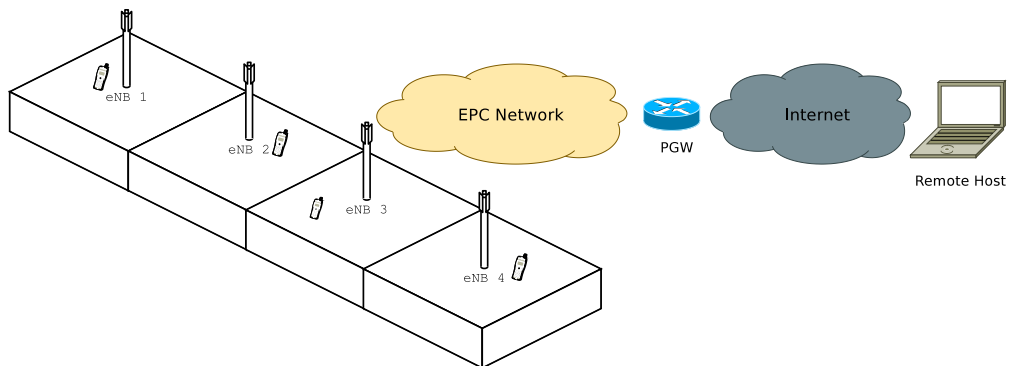 eNB 1
eNB 2
eNB 3
eNB 4
EPC Network
PGW
Internet
Remote Host